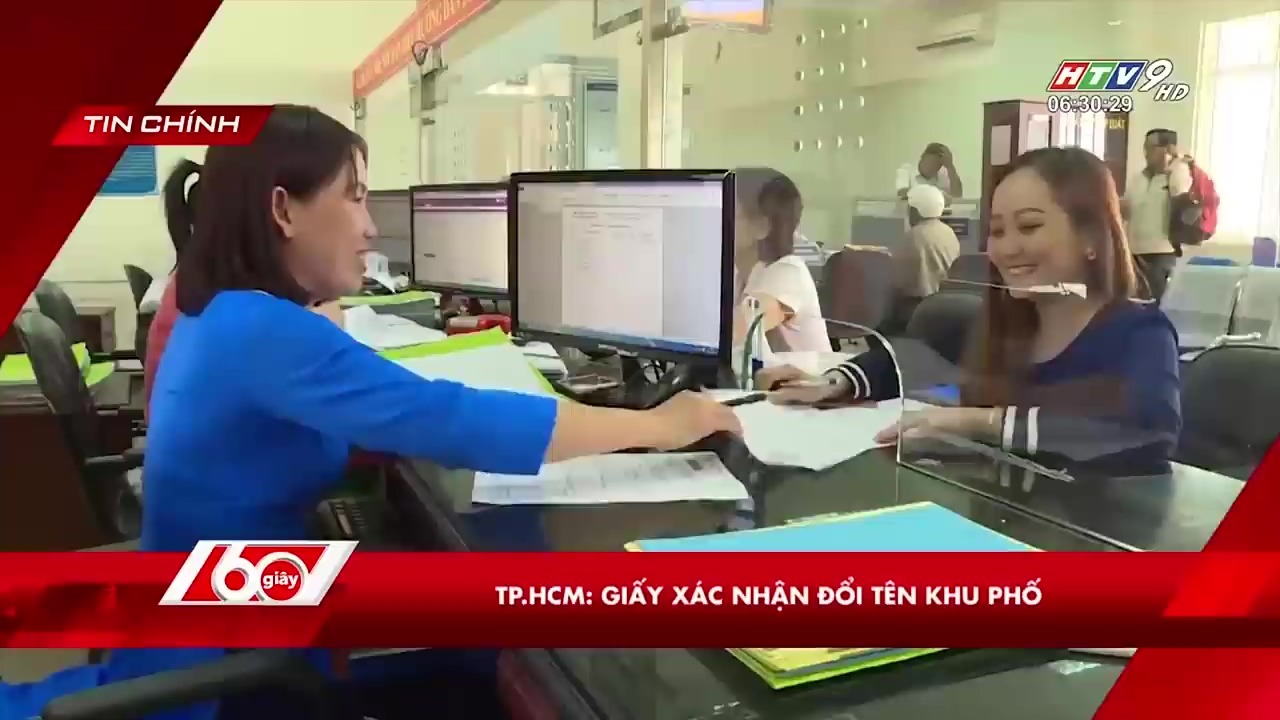 HTV9 HD
06:30:29
TIN CHÍNH
60 giây
TP.HCM: GIẤY XÁC NHẬN ĐỔI TÊN KHU PHỐ